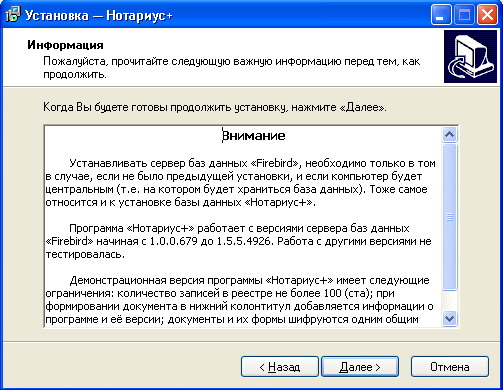 Установка — Нотариус+
Информация
Пожалуйста, прочитайте следующую важную информацию перед тем, как
продолжить.
Когда Вы будете готовы продолжить установку, нажмите «Далее».
Внимание
Устанавливать сервер баз данных «Firebird», необходимо только в том
в случае, если не было предыдущей установки, и если компьютер будет
центральным (т.е. на котором будет храниться база данных). Тоже самое
относится и к установке базы данных «Нотариус+».
Программа «Нотариус+» работает с версиями сервера баз данных
«Firebird» начиная с 1.0.0.679 до 1.5.5.4926. Работа с другими версиями не
тестировалась.
Демонстрационная версия программы «Нотариус+» имеет следующие
ограничения: количество записей в реестре не более 100 (ста); при
формировании документа в нижний колонтитул добавляется информации о
программе и её версии; документы и их формы шифруются одним общим
< Назад
Далее >
Отмена